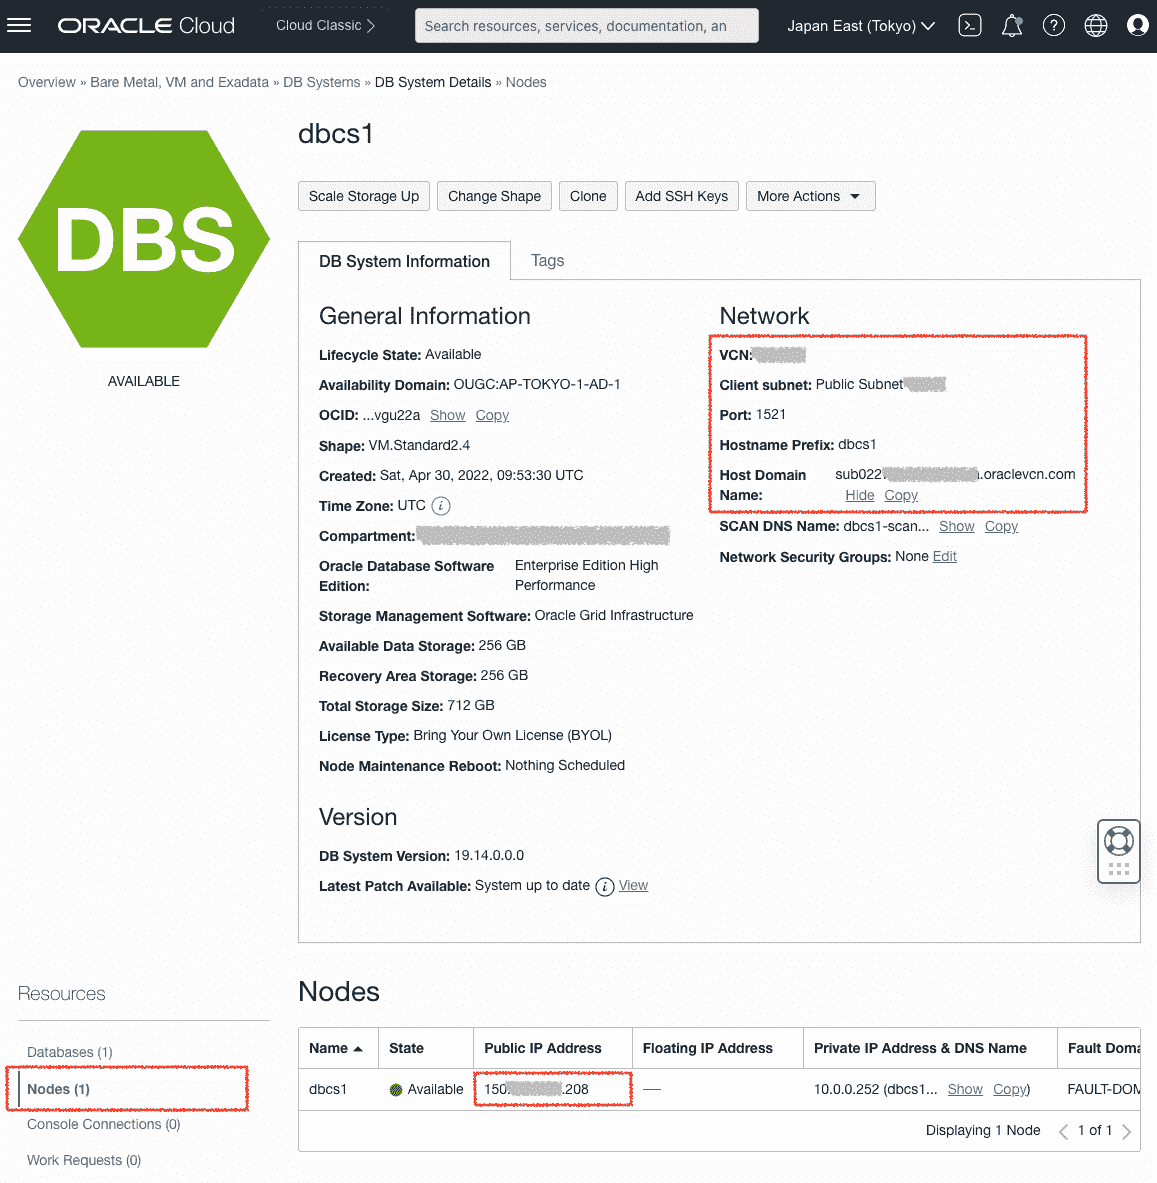 ORACLE Cloud
Cloud Classic
Search resources, services, documentation, an
Japan East (Tokyo)
Overview » Bare Metal, VM and Exadata » DB Systems » DB System Details » Nodes
DBS
AVAILABLE
dbcs1
Scale Storage Up
Change Shape
Clone
Add SSH Keys
More Actions
DB System Information
Tags
General Information
Lifecycle State: Available
Availability Domain: OUGC:AP-TOKYO-1-AD-1
OCID: ...vgu22a Show Copy
Shape: VM.Standard2.4
Created: Sat, Apr 30, 2022, 09:53:30 UTC
Time Zone: UTC i
Compartment:
Oracle Database Software Edition: Enterprise Edition High Performance
Storage Management Software: Oracle Grid Infrastructure
Available Data Storage: 256 GB
Recovery Area Storage: 256 GB
Total Storage Size: 712 GB
License Type: Bring Your Own License (BYOL)
Node Maintenance Reboot: Nothing Scheduled
Version
DB System Version: 19.14.0.0.0
Latest Patch Available: System up to date i View
Network
VCN:
Client subnet: Public Subnet
Port: 1521
Hostname Prefix: dbcs1
Host Domain Name: sub022 .oraclevcn.com
Hide Copy
SCAN DNS Name: dbcs1-scan... Show Copy
Network Security Groups: None Edit
Resources
Databases (1)
Nodes (1)
Console Connections (0)
Work Requests (0)
Nodes
Name State Public IP Address Floating IP Address Private IP Address & DNS Name Fault Doma
dbcs1 Available 150. .208 — 10.0.0.252 (dbcs1... Show Copy) FAULT-DOM
Displaying 1 Node < 1 of 1 >